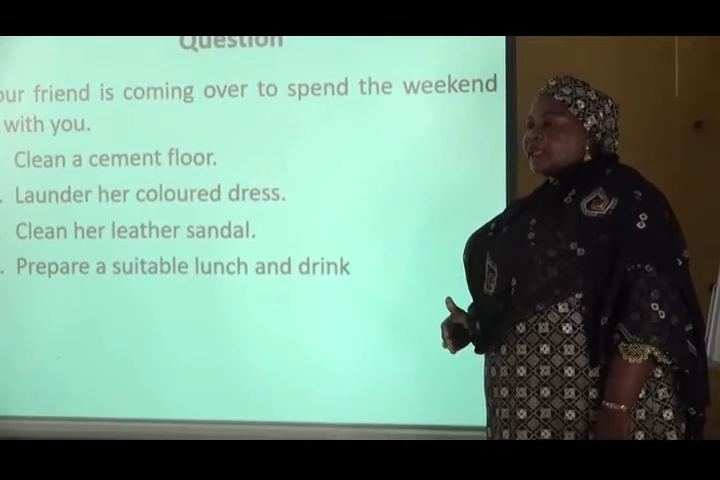 Question
our friend is coming over to spend the weekend
with you.
Clean a cement floor.
. Launder her coloured dress.
Clean her leather sandal.
. Prepare a suitable lunch and drink